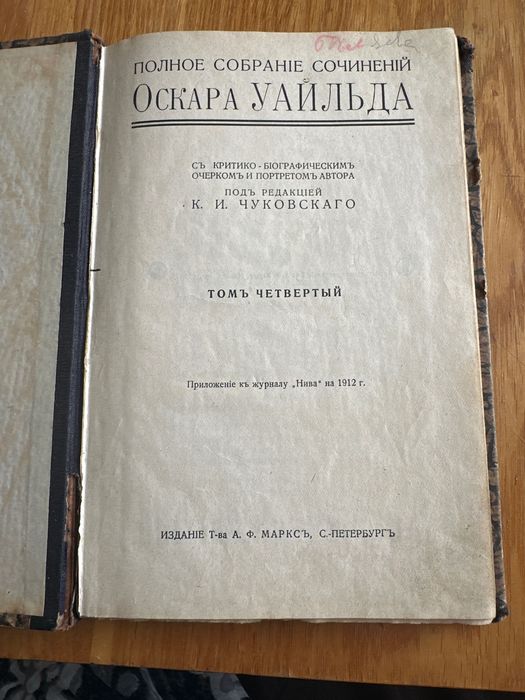 ПОЛНОЕ СОБРАНІЕ СОЧИНЕНІЙ
ОСКАРА УАЙЛЬДА
СЪ КРИТИКО-БІОГРАФИЧЕСКИМЪ
ОЧЕРКОМЪ И ПОРТРЕТОМЪ АВТОРА
ПОДЪ РЕДАКЦІЕЙ
К. И. ЧУКОВСКАГО
ТОМЪ ЧЕТВЕРТЫЙ
Приложеніе къ журналу „Нива“ на 1912 г.
ИЗДАНІЕ Т-ва А. Ф. МАРКСЪ, С.-ПЕТЕРБУРГЪ